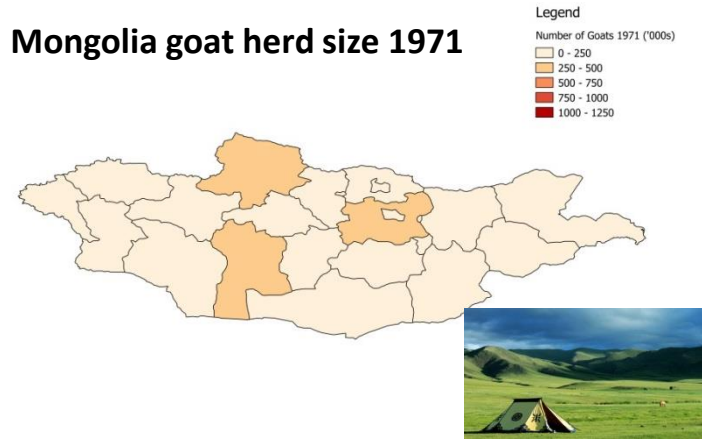 Mongolia goat herd size 1971
Legend
Number of Goats 1971 ('000s)
0 - 250
250 - 500
500 - 750
750 - 1000
1000 - 1250